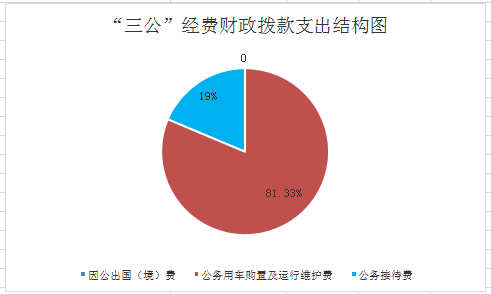 “三公”经费财政拨款支出结构图
0
19%
81.33%
因公出国（境）费 公务用车购置及运行维护费 公务接待费